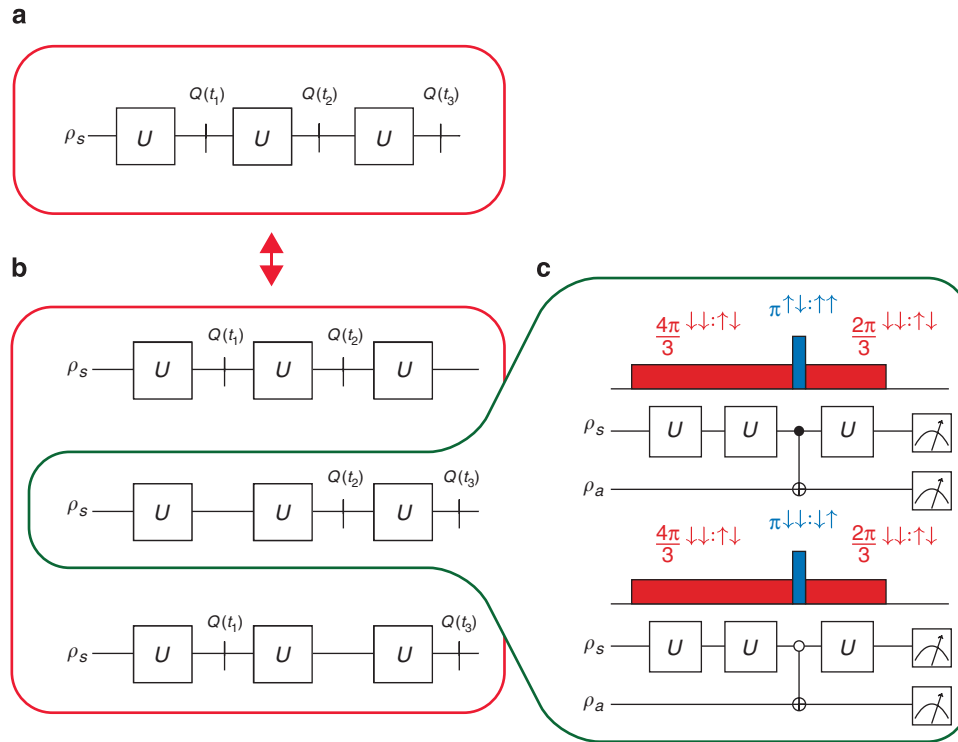 a
Q(t₁) Q(t₂) Q(t₃)
ρₛ U U U
b
Q(t₁) Q(t₂)
ρₛ U U U
Q(t₂) Q(t₃)
ρₛ U U U
Q(t₁) Q(t₃)
ρₛ U U U
c
4π/3 ↓↓:↑↓ π ↑↓:↑↑ 2π/3 ↓↓:↑↓
ρₛ U U U
ρₐ
4π/3 ↓↓:↑↓ π ↓↓:↓↑ 2π/3 ↓↓:↑↓
ρₛ U U U
ρₐ